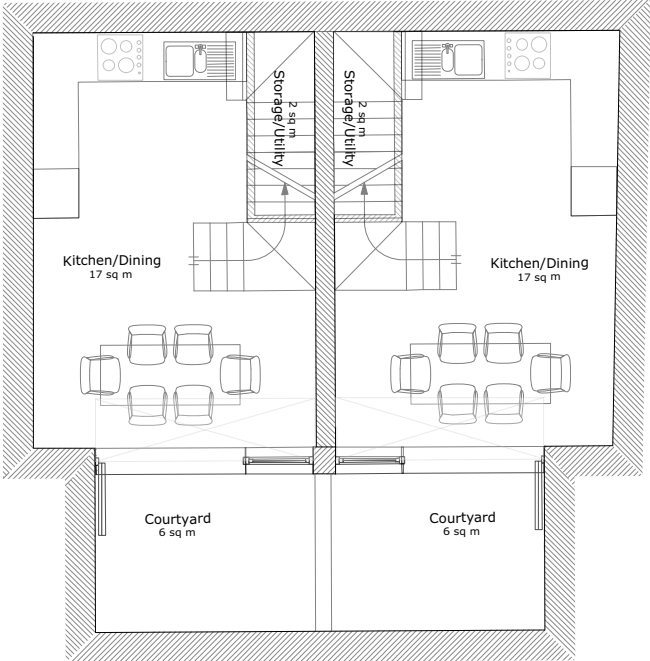 Storage/Utility
2 sq m
Storage/Utility
2 sq m
Kitchen/Dining
17 sq m
Kitchen/Dining
17 sq m
Courtyard
6 sq m
Courtyard
6 sq m